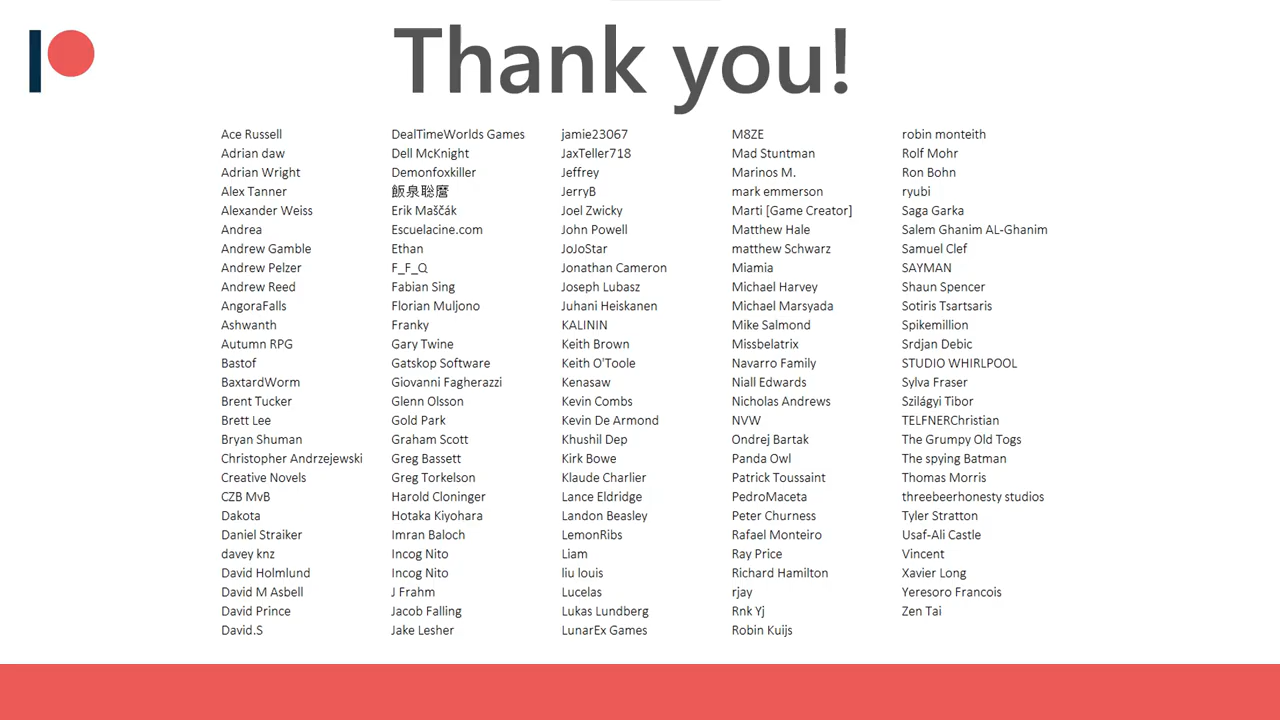 Thank you!
Ace Russell
Adrian daw
Adrian Wright
Alex Tanner
Alexander Weiss
Andrea
Andrew Gamble
Andrew Pelzer
Andrew Reed
AngoraFalls
Ashwanth
Autumn RPG
Bastof
BaxtardWorm
Brent Tucker
Brett Lee
Bryan Shuman
Christopher Andrzejewski
Creative Novels
CZB MvB
Dakota
Daniel Straiker
davey knz
David Holmlund
David M Asbell
David Prince
David.S
DealTimeWorlds Games
Dell McKnight
Demonfoxkiller
飯泉聡麿
Erik Maščák
Escuelacine.com
Ethan
F_F_Q
Fabian Sing
Florian Muljono
Franky
Gary Twine
Gatskop Software
Giovanni Fagherazzi
Glenn Olsson
Gold Park
Graham Scott
Greg Bassett
Greg Torkelson
Harold Cloninger
Hotaka Kiyohara
Imran Baloch
Incog Nito
Incog Nito
J Frahm
Jacob Falling
Jake Lesher
jamie23067
JaxTeller718
Jeffrey
JerryB
Joel Zwicky
John Powell
JoJoStar
Jonathan Cameron
Joseph Lubasz
Juhani Heiskanen
KALININ
Keith Brown
Keith O'Toole
Kenasaw
Kevin Combs
Kevin De Armond
Khushil Dep
Kirk Bowe
Klaude Charlier
Lance Eldridge
Landon Beasley
LemonRibs
Liam
liu louis
Lucelas
Lukas Lundberg
LunarEx Games
M8ZE
Mad Stuntman
Marinos M.
mark emmerson
Marti [Game Creator]
Matthew Hale
matthew Schwarz
Miamia
Michael Harvey
Michael Marsyada
Mike Salmond
Missbelatrix
Navarro Family
Niall Edwards
Nicholas Andrews
NVW
Ondrej Bartak
Panda Owl
Patrick Toussaint
PedroMaceta
Peter Churness
Rafael Monteiro
Ray Price
Richard Hamilton
rjay
Rnk Yj
Robin Kuijs
robin monteith
Rolf Mohr
Ron Bohn
ryubi
Saga Garka
Salem Ghanim AL-Ghanim
Samuel Clef
SAYMAN
Shaun Spencer
Sotiris Tsartsaris
Spikemillion
Srdjan Debic
STUDIO WHIRLPOOL
Sylva Fraser
Szilágyi Tibor
TELFNERChristian
The Grumpy Old Togs
The spying Batman
Thomas Morris
threebeerhonesty studios
Tyler Stratton
Usaf-Ali Castle
Vincent
Xavier Long
Yeresoro Francois
Zen Tai